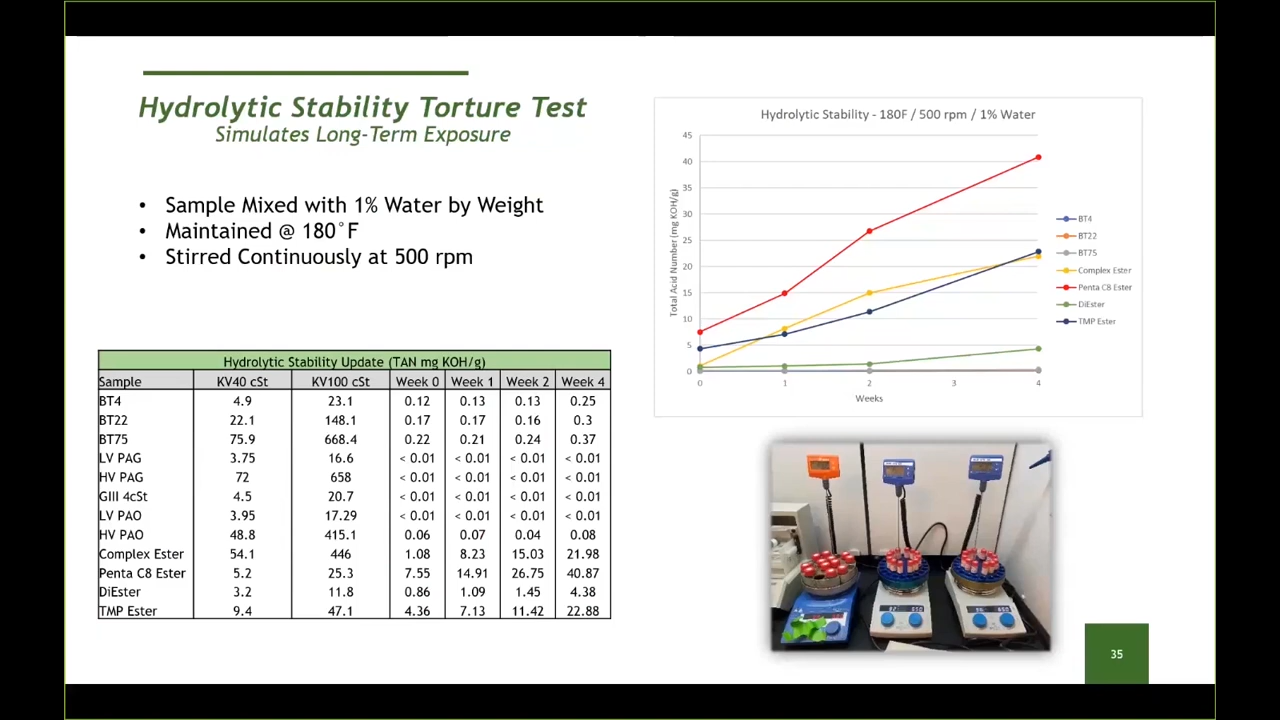 Hydrolytic Stability Torture Test
Simulates Long-Term Exposure
• Sample Mixed with 1% Water by Weight
• Maintained @ 180°F
• Stirred Continuously at 500 rpm
Hydrolytic Stability Update (TAN mg KOH/g)
Sample KV40 cSt KV100 cSt Week 0 Week 1 Week 2 Week 4
BT4 4.9 23.1 0.12 0.13 0.13 0.25
BT22 22.1 148.1 0.17 0.17 0.16 0.3
BT75 75.9 668.4 0.22 0.21 0.24 0.37
LV PAG 3.75 16.6 < 0.01 < 0.01 < 0.01 < 0.01
HV PAG 72 658 < 0.01 < 0.01 < 0.01 < 0.01
GIII 4cSt 4.5 20.7 < 0.01 < 0.01 < 0.01 < 0.01
LV PAO 3.95 17.29 < 0.01 < 0.01 < 0.01 < 0.01
HV PAO 48.8 415.1 0.06 0.07 0.04 0.08
Complex Ester 54.1 446 1.08 8.23 15.03 21.98
Penta C8 Ester 5.2 25.3 7.55 14.91 26.75 40.87
DiEster 3.2 11.8 0.86 1.09 1.45 4.38
TMP Ester 9.4 47.1 4.36 7.13 11.42 22.88
Hydrolytic Stability - 180F / 500 rpm / 1% Water
Total Acid Number (mg KOH/g)
45
40
35
30
25
20
15
10
5
0
0 1 2 3 4
Weeks
BT4
BT22
BT75
Complex Ester
Penta C8 Ester
DiEster
TMP Ester
35